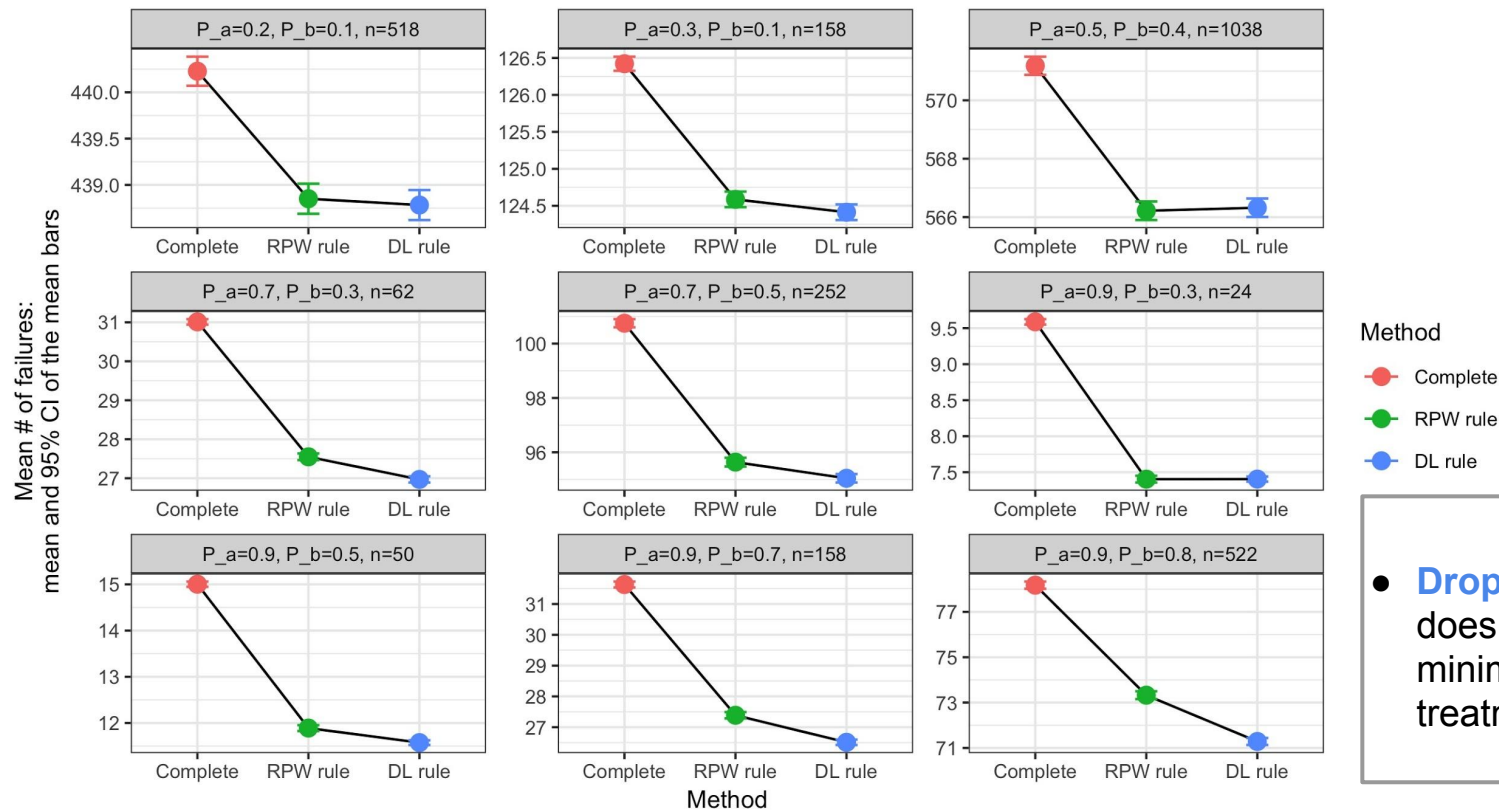 P_a=0.2, P_b=0.1, n=518
P_a=0.3, P_b=0.1, n=158
P_a=0.5, P_b=0.4, n=1038
440.0
439.5
439.0
126.5
126.0
125.5
125.0
124.5
570
568
566
Complete RPW rule DL rule
Complete RPW rule DL rule
Complete RPW rule DL rule
P_a=0.7, P_b=0.3, n=62
P_a=0.7, P_b=0.5, n=252
P_a=0.9, P_b=0.3, n=24
31
30
29
28
27
100
98
96
9.5
9.0
8.5
8.0
7.5
Complete RPW rule DL rule
Complete RPW rule DL rule
Complete RPW rule DL rule
P_a=0.9, P_b=0.5, n=50
P_a=0.9, P_b=0.7, n=158
P_a=0.9, P_b=0.8, n=522
15
14
13
12
31
30
29
28
27
77
75
73
71
Complete RPW rule DL rule
Complete RPW rule DL rule
Complete RPW rule DL rule
Method
Mean # of failures:
mean and 95% CI of the mean bars
Method
Complete
RPW rule
DL rule
● Drop
does